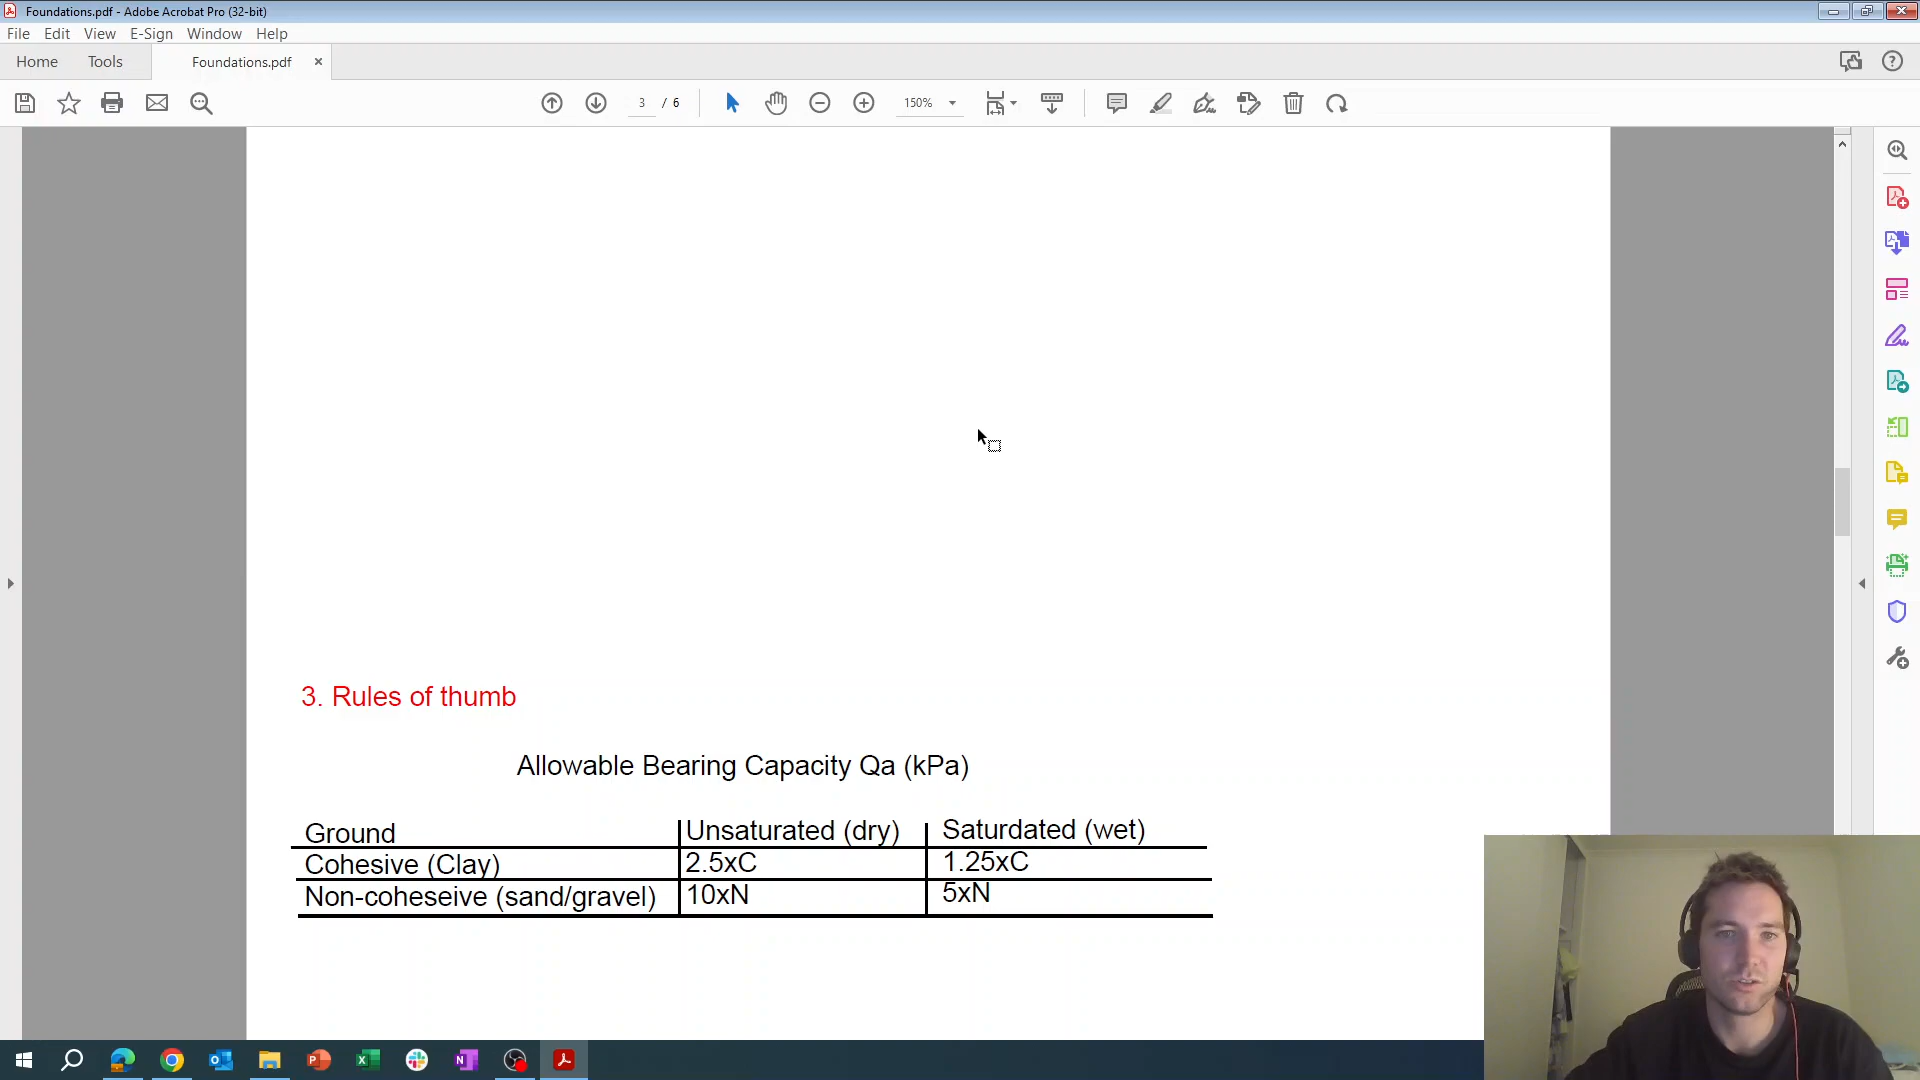 Foundations.pdf - Adobe Acrobat Pro (32-bit)
File Edit View E-Sign Window Help
Home Tools Foundations.pdf ×
3 / 6 150%
3. Rules of thumb
Allowable Bearing Capacity Qa (kPa)
Ground Unsaturated (dry) Saturdated (wet)
Cohesive (Clay) 2.5xC 1.25xC
Non-coheseive (sand/gravel) 10xN 5xN